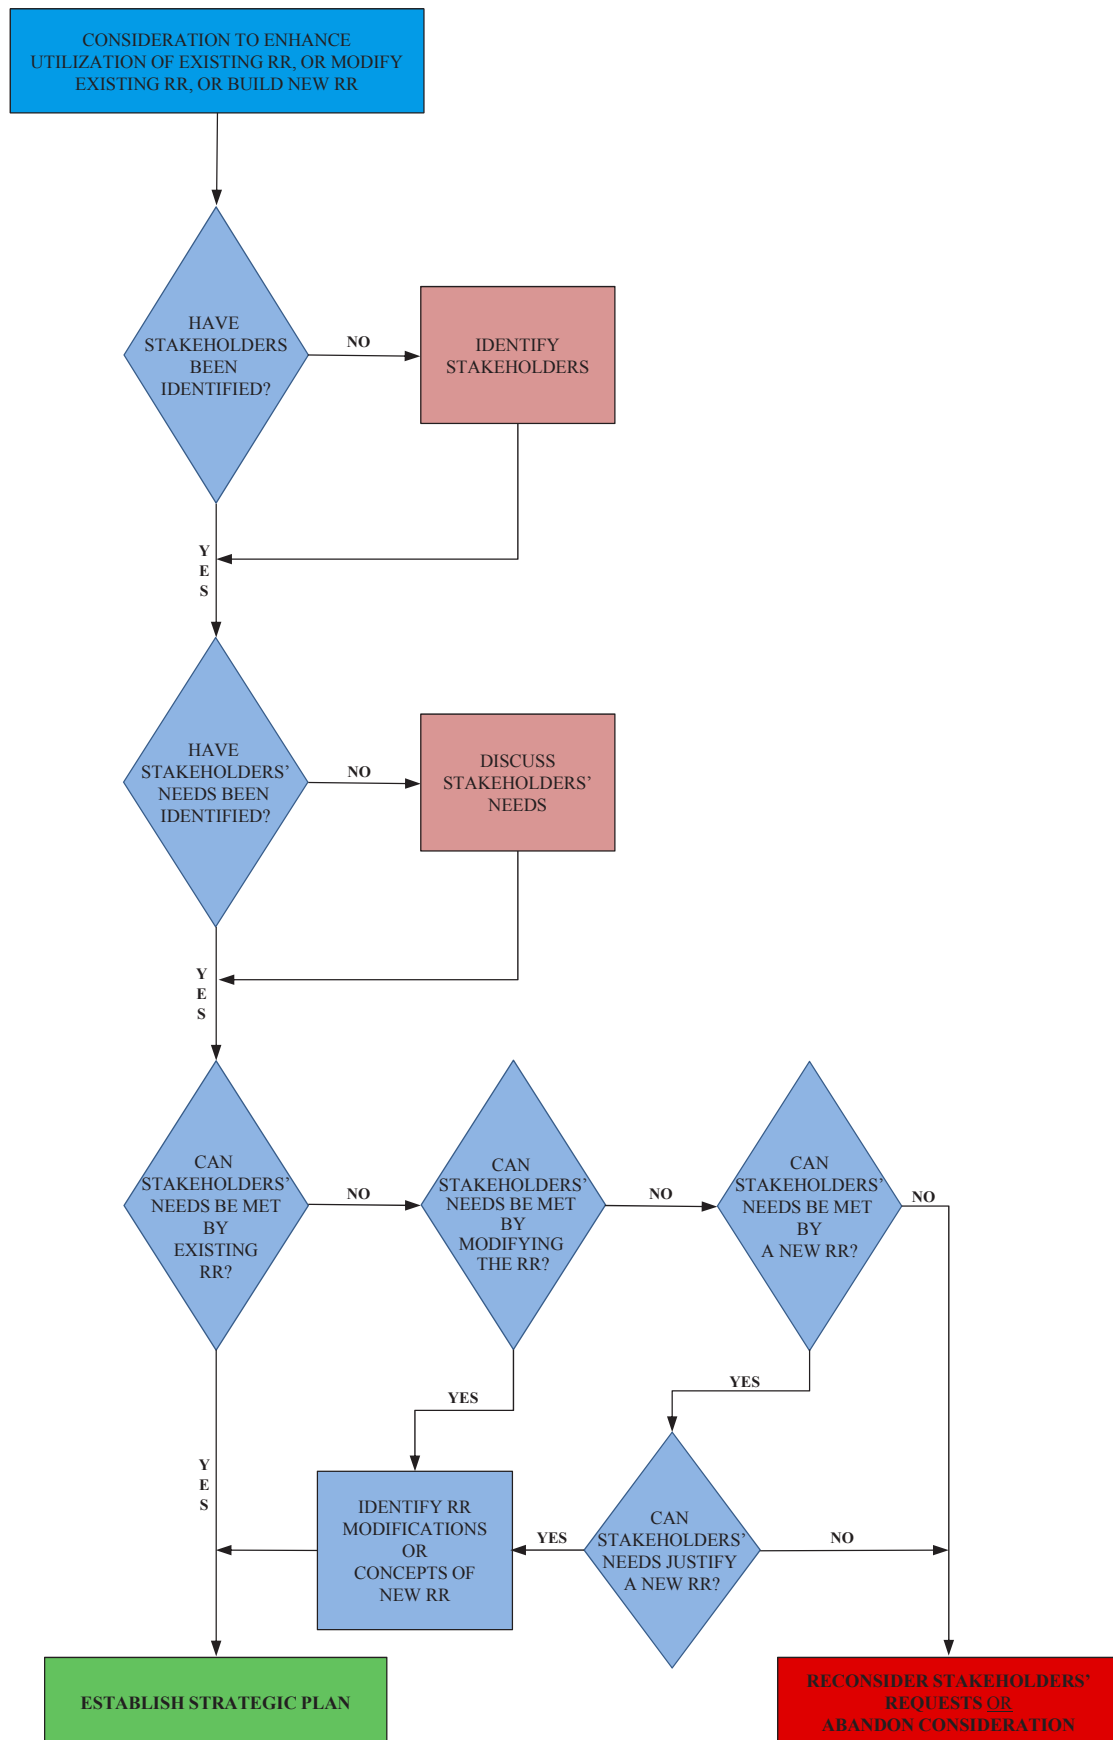 CONSIDERATION TO ENHANCE
UTILIZATION OF EXISTING RR, OR MODIFY
EXISTING RR, OR BUILD NEW RR
HAVE
STAKEHOLDERS
BEEN
IDENTIFIED?
NO
IDENTIFY
STAKEHOLDERS
Y
E
S
HAVE
STAKEHOLDERS’
NEEDS BEEN
IDENTIFIED?
NO
DISCUSS
STAKEHOLDERS’
NEEDS
Y
E
S
CAN
STAKEHOLDERS’
NEEDS BE MET
BY
EXISTING
RR?
NO
CAN
STAKEHOLDERS’
NEEDS BE MET
BY
MODIFYING
THE RR?
NO
CAN
STAKEHOLDERS’
NEEDS BE MET
BY
A NEW RR?
NO
YES
YES
Y
E
S
IDENTIFY RR
MODIFICATIONS
OR
CONCEPTS OF
NEW RR
YES
CAN
STAKEHOLDERS’
NEEDS JUSTIFY
A NEW RR?
NO
ESTABLISH STRATEGIC PLAN
RECONSIDER STAKEHOLDERS’
REQUESTS OR
ABANDON CONSIDERATION